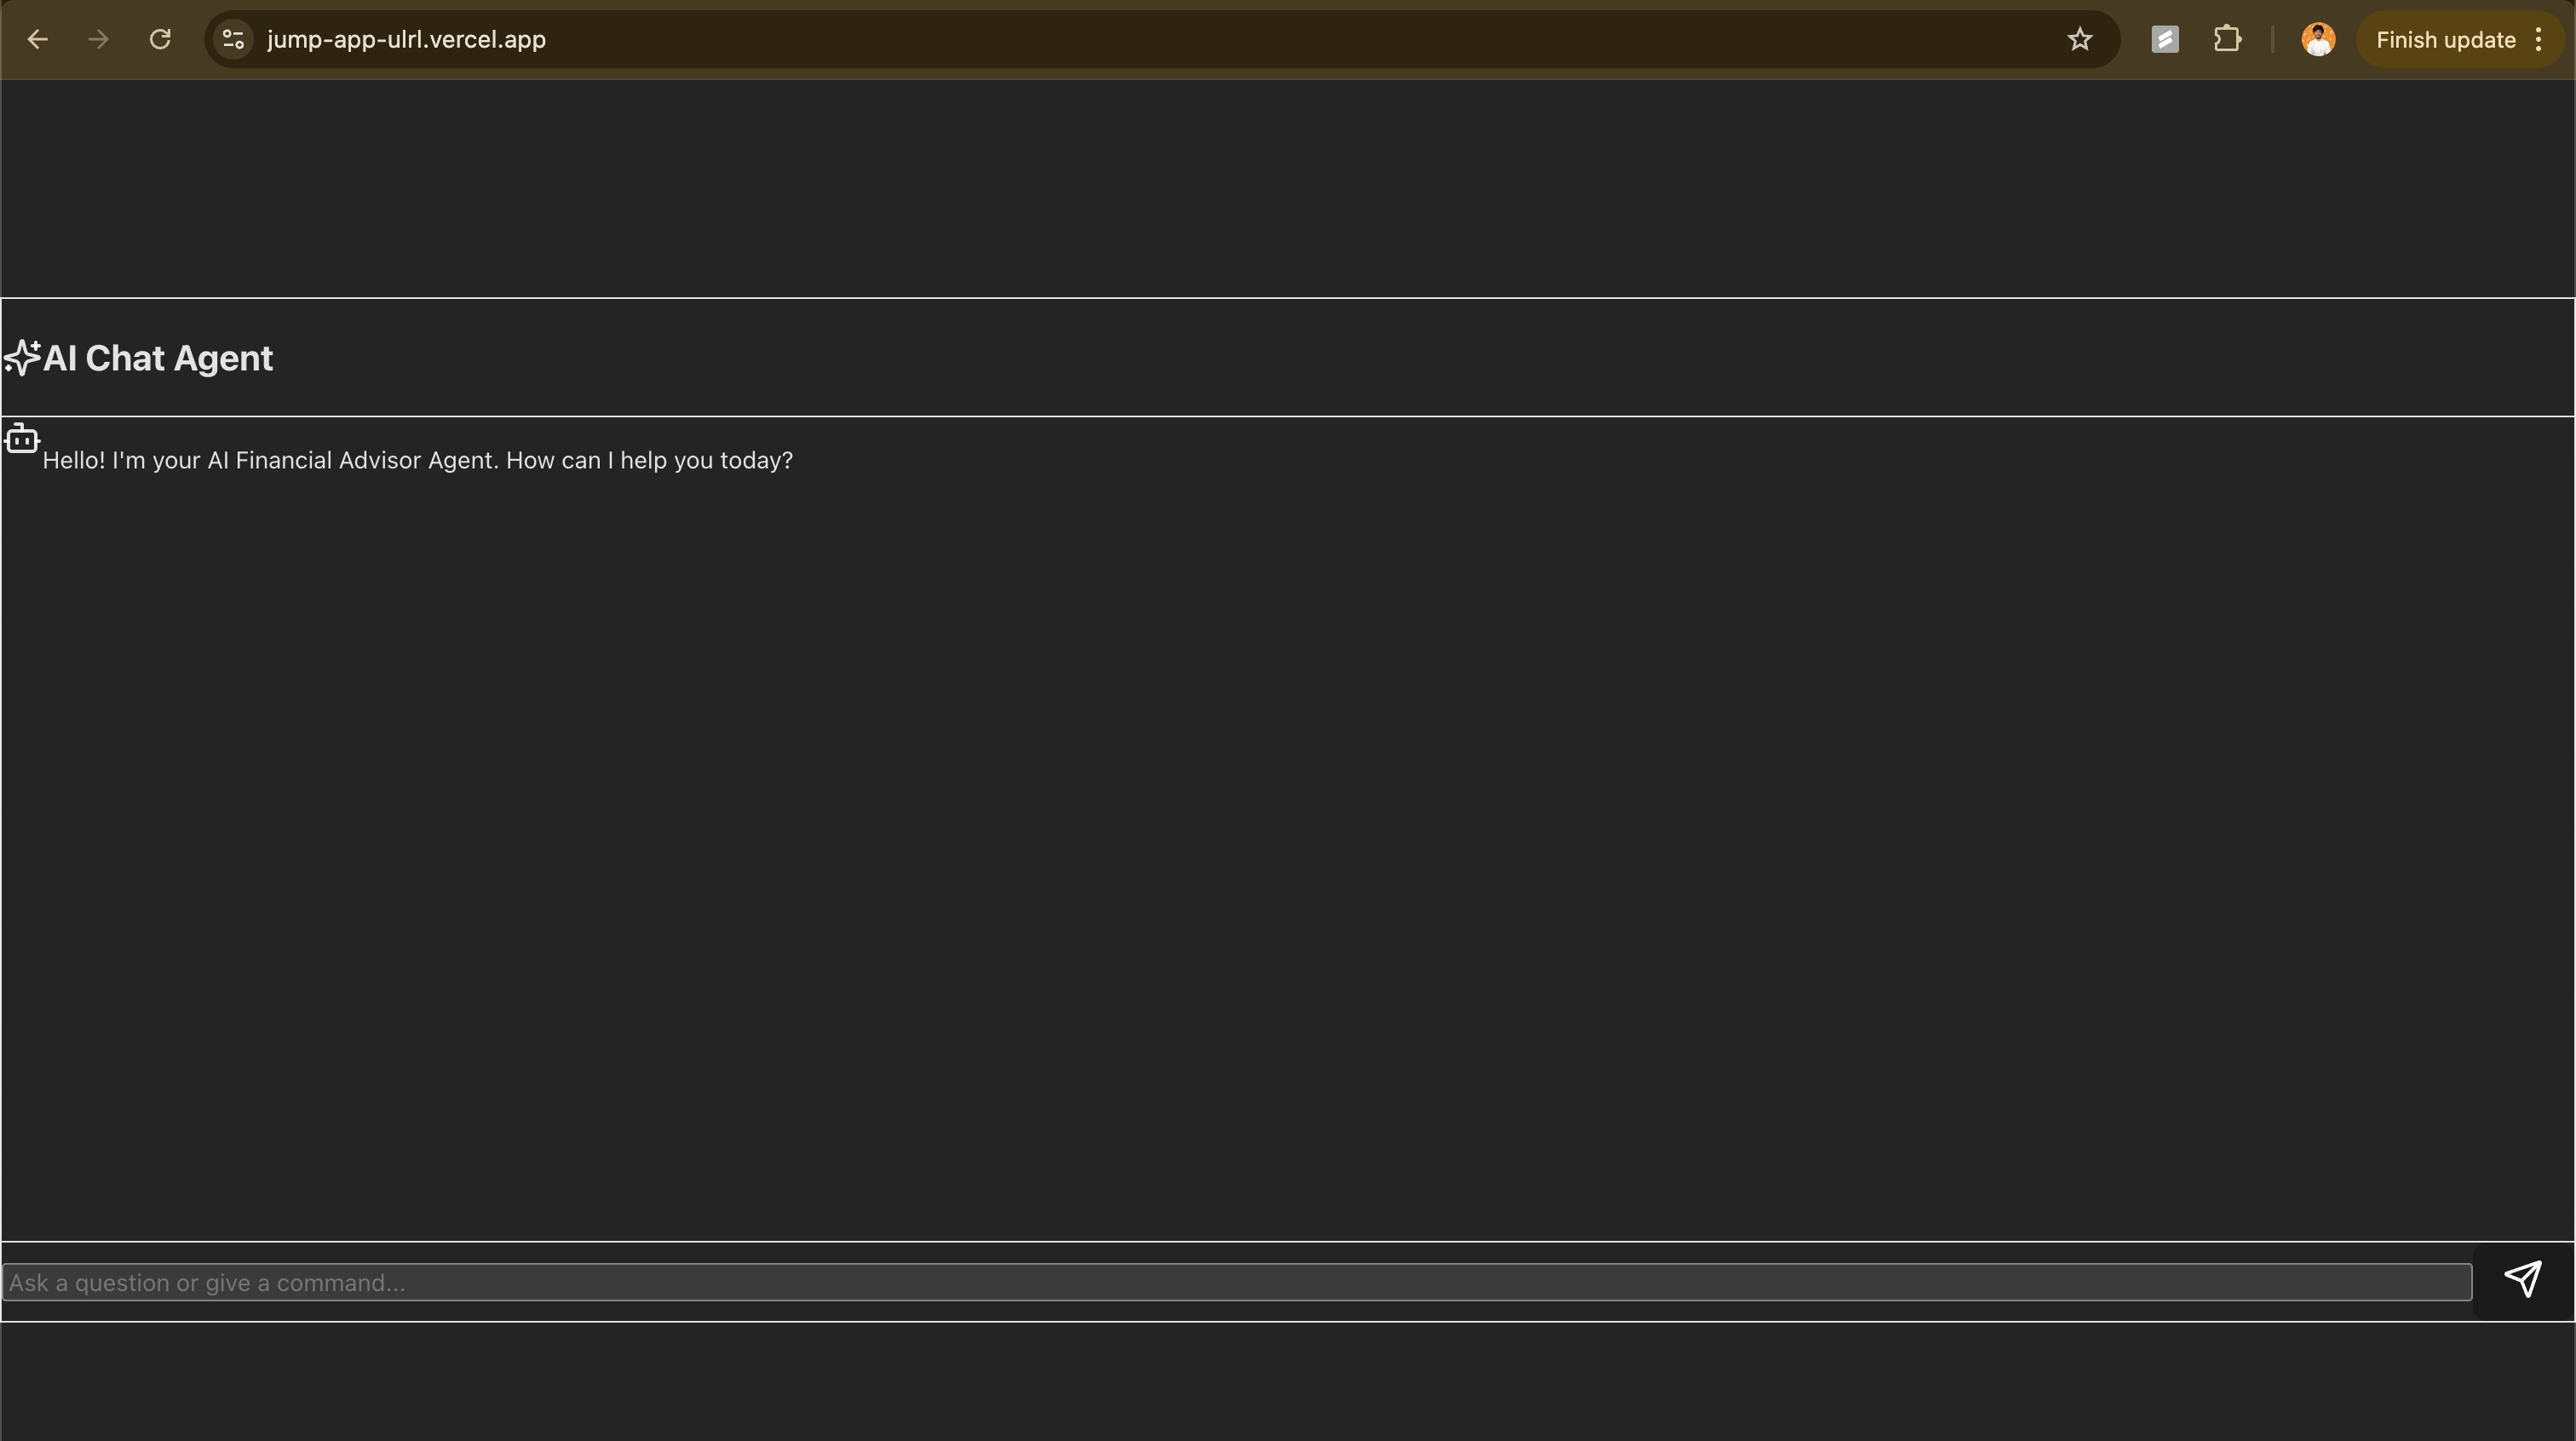 jump-app-ulrl.vercel.app
Finish update
AI Chat Agent
Hello! I'm your AI Financial Advisor Agent. How can I help you today?
Ask a question or give a command...